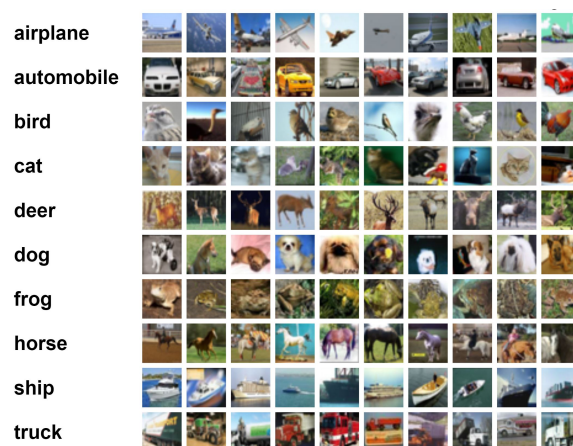 airplane
automobile
bird
cat
deer
dog
frog
horse
ship
truck